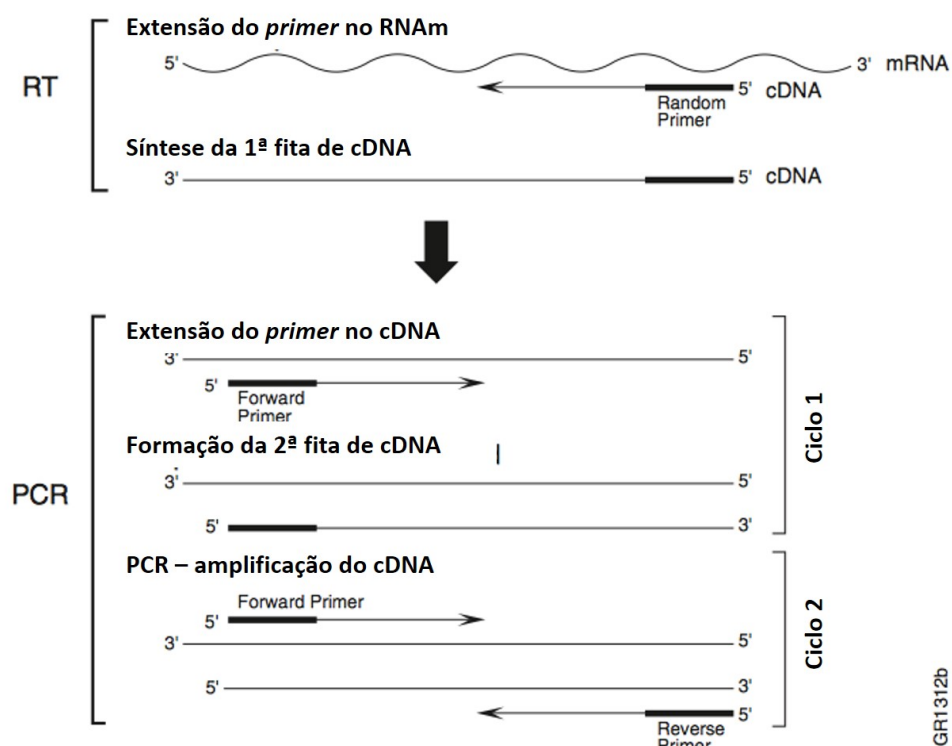 Extensão do primer no RNAm
RT
5' 3' mRNA
5' cDNA
Random
Primer
Síntese da 1ª fita de cDNA
3' 5' cDNA
Extensão do primer no cDNA
3' 5'
5'
Forward
Primer
Formação da 2ª fita de cDNA
3' 5'
5' 3'
Ciclo 1
PCR
PCR – amplificação do cDNA
Forward Primer
5'
3' 5'
5' 3'
5'
Reverse
Primer
Ciclo 2
GR1312b